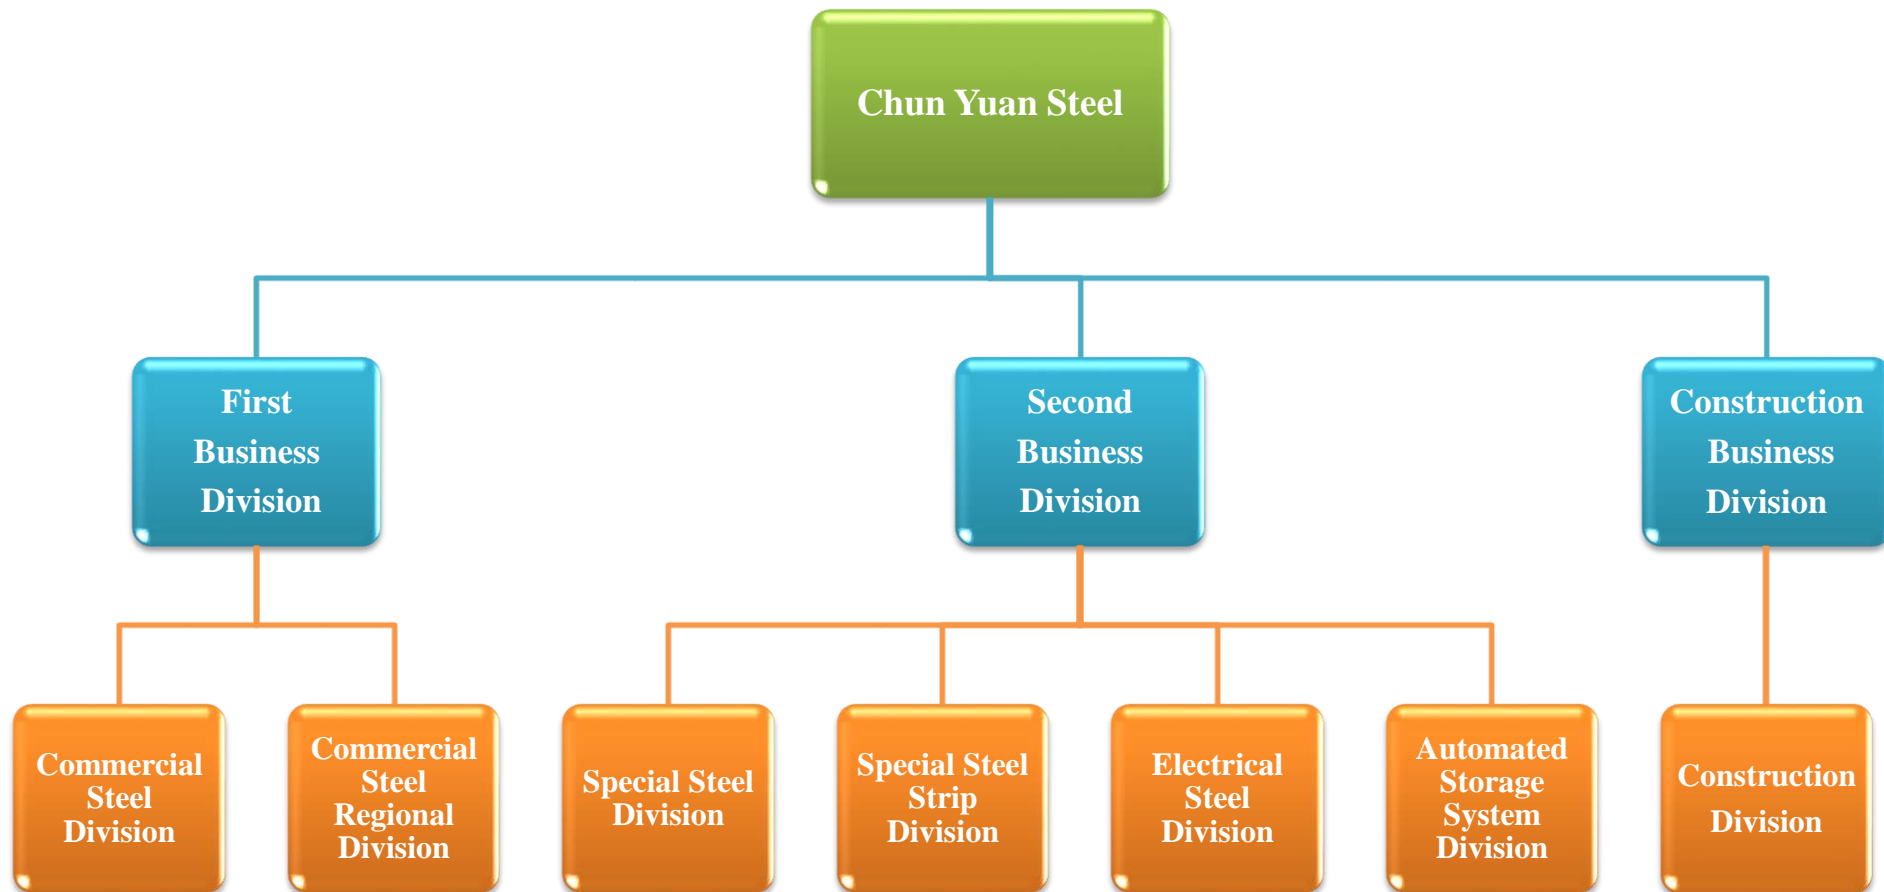 Chun Yuan Steel
First
Business
Division
Second
Business
Division
Construction
Business
Division
Commercial
Steel
Division
Commercial
Steel
Regional
Division
Special Steel
Division
Special Steel
Strip
Division
Electrical
Steel
Division
Automated
Storage
System
Division
Construction
Division